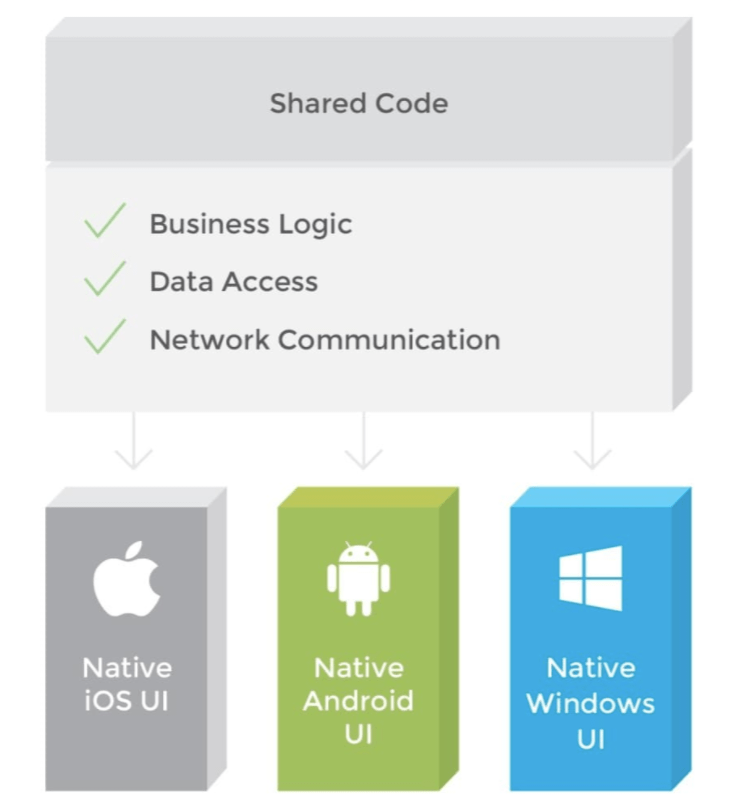 Shared Code
Business Logic
Data Access
Network Communication
Native
iOS UI
Native
Android
UI
Native
Windows
UI